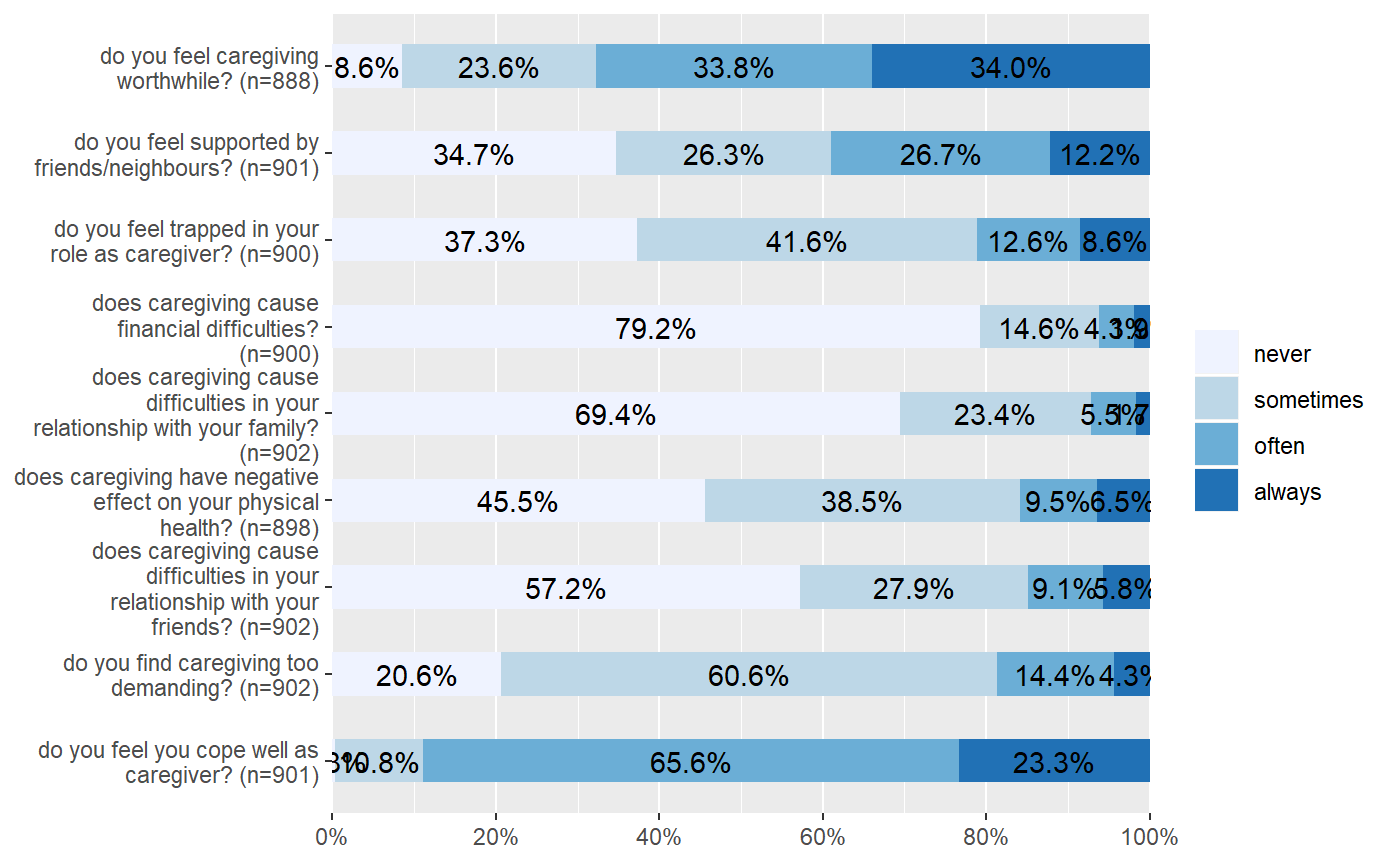 do you feel caregiving
worthwhile? (n=888)
8.6% 23.6% 33.8% 34.0%
do you feel supported by
friends/neighbours? (n=901)
34.7% 26.3% 26.7% 12.2%
do you feel trapped in your
role as caregiver? (n=900)
37.3% 41.6% 12.6% 8.6%
does caregiving cause
financial difficulties?
(n=900)
79.2% 14.6% 4.3%
does caregiving cause
difficulties in your
relationship with your family?
(n=902)
69.4% 23.4% 5.5%
does caregiving have negative
effect on your physical
health? (n=898)
45.5% 38.5% 9.5% 6.5%
does caregiving cause
difficulties in your
relationship with your
friends? (n=902)
57.2% 27.9% 9.1% 5.8%
do you find caregiving too
demanding? (n=902)
20.6% 60.6% 14.4% 4.3%
do you feel you cope well as
caregiver? (n=901)
10.8% 65.6% 23.3%
0% 20% 40% 60% 80% 100%
never
sometimes
often
always